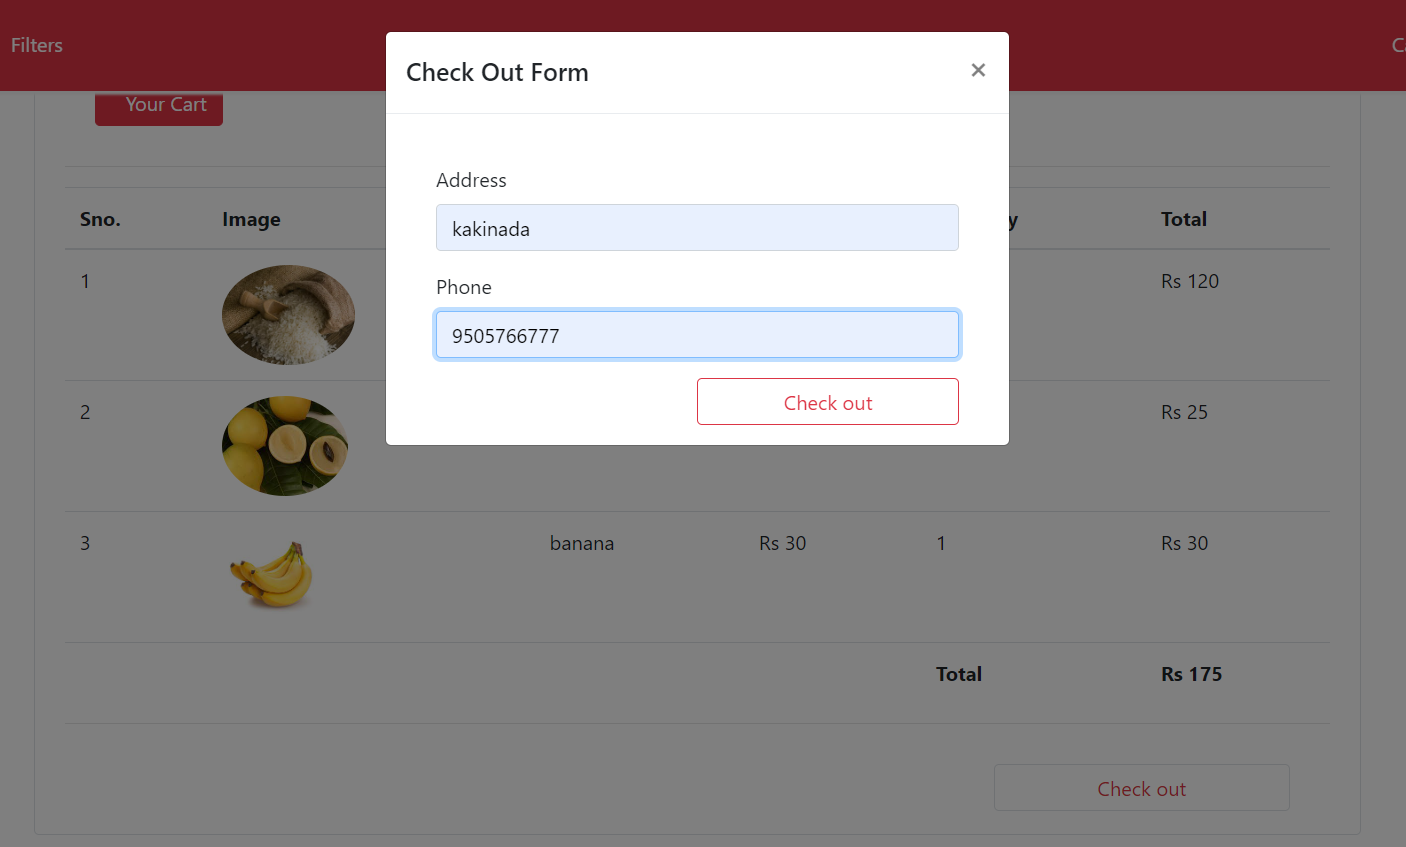 Filters
Your Cart
Check Out Form
×
Address
kakinada
Phone
9505766777
Check out
Sno. Image Total
1 Rs 120
2 Rs 25
3 banana Rs 30 1 Rs 30
Total Rs 175
Check out